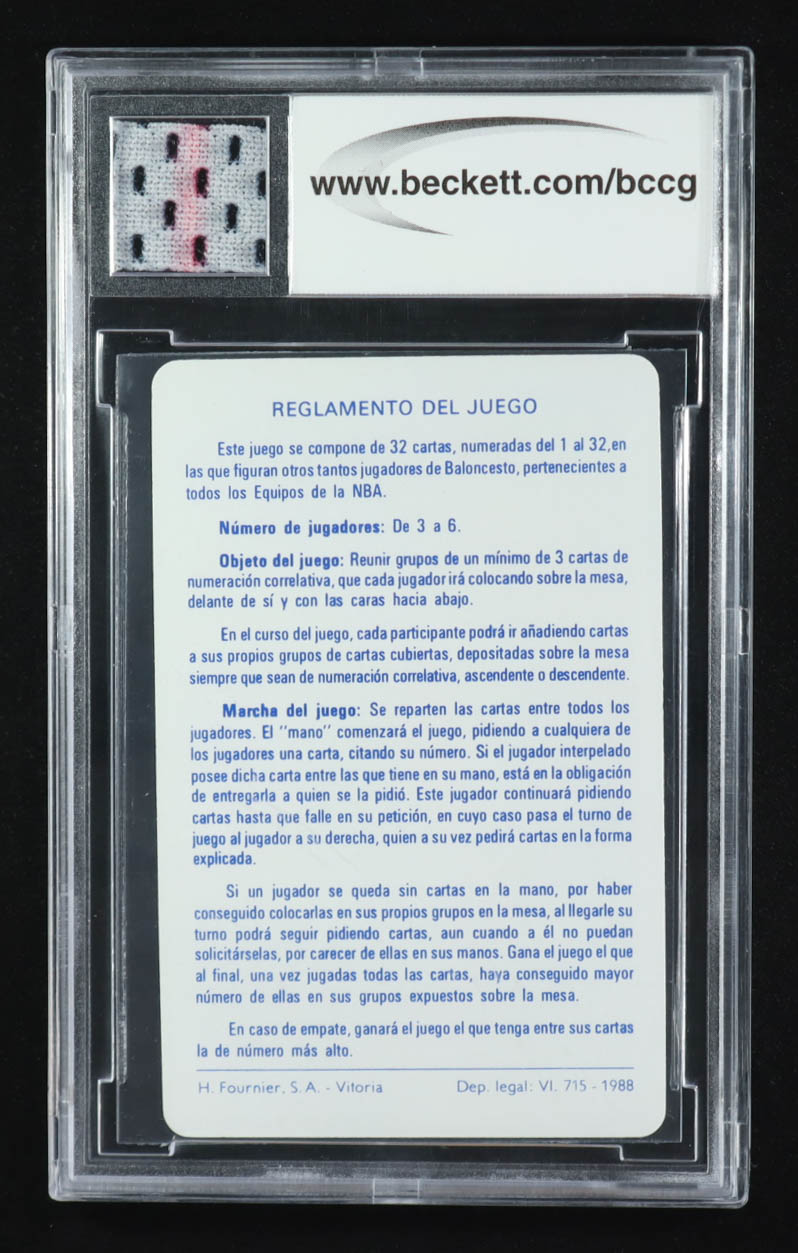 www.beckett.com/bccg
REGLAMENTO DEL JUEGO
Este juego se compone de 32 cartas, numeradas del 1 al 32,en
las que figuran otros tantos jugadores de Baloncesto, pertenecientes a
todos los Equipos de la NBA.
Número de jugadores: De 3 a 6.
Objeto del juego: Reunir grupos de un mínimo de 3 cartas de
numeración correlativa, que cada jugador irá colocando sobre la mesa,
delante de sí y con las caras hacia abajo.
En el curso del juego, cada participante podrá ir añadiendo cartas
a sus propios grupos de cartas cubiertas, depositadas sobre la mesa
siempre que sean de numeración correlativa, ascendente o descendente.
Marcha del juego: Se reparten las cartas entre todos los
jugadores. El "mano" comenzará el juego, pidiendo a cualquiera de
los jugadores una carta, citando su número. Si el jugador interpelado
posee dicha carta entre las que tiene en su mano, está en la obligación
de entregarla a quien se la pidió. Este jugador continuará pidiendo
cartas hasta que falle en su petición, en cuyo caso pasa el turno de
juego al jugador a su derecha, quien a su vez pedirá cartas en la forma
explicada.
Si un jugador se queda sin cartas en la mano, por haber
conseguido colocarlas en sus propios grupos en la mesa, al llegarle su
turno podrá seguir pidiendo cartas, aun cuando a él no puedan
solicitárselas, por carecer de ellas en sus manos. Gana el juego el que
al final, una vez jugadas todas las cartas, haya conseguido mayor
número de ellas en sus grupos expuestos sobre la mesa.
En caso de empate, ganará el juego el que tenga entre sus cartas
la de número más alto.
H. Fournier, S.A. - Vitoria Dep. legal: VI. 715 - 1988